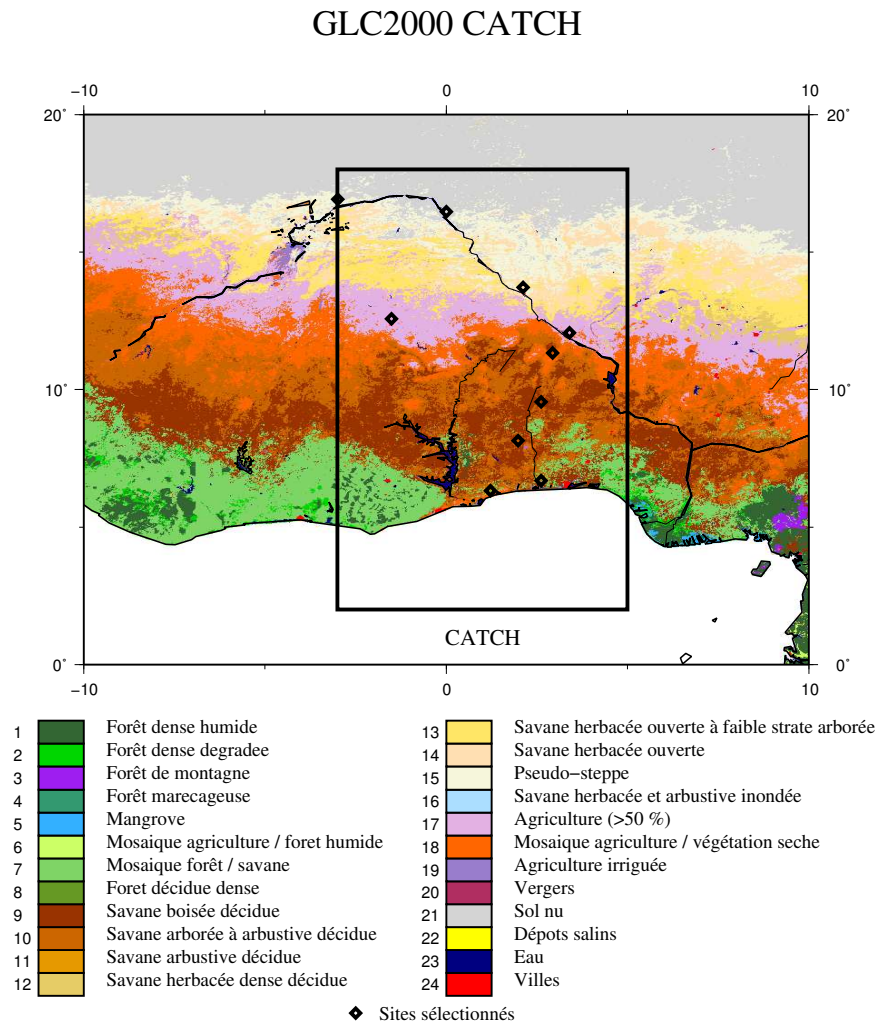 GLC2000 CATCH
−10 0 10
20˚ 20˚
10˚ 10˚
CATCH
0˚ 0˚
−10 0 10
1 Forêt dense humide
2 Forêt dense degradee
3 Forêt de montagne
4 Forêt marecageuse
5 Mangrove
6 Mosaique agriculture / foret humide
7 Mosaique forêt / savane
8 Foret décidue dense
9 Savane boisée décidue
10 Savane arborée à arbustive décidue
11 Savane arbustive décidue
12 Savane herbacée dense décidue
13 Savane herbacée ouverte à faible strate arborée
14 Savane herbacée ouverte
15 Pseudo−steppe
16 Savane herbacée et arbustive inondée
17 Agriculture (>50 %)
18 Mosaique agriculture / végétation seche
19 Agriculture irriguée
20 Vergers
21 Sol nu
22 Dépots salins
23 Eau
24 Villes
Sites sélectionnés